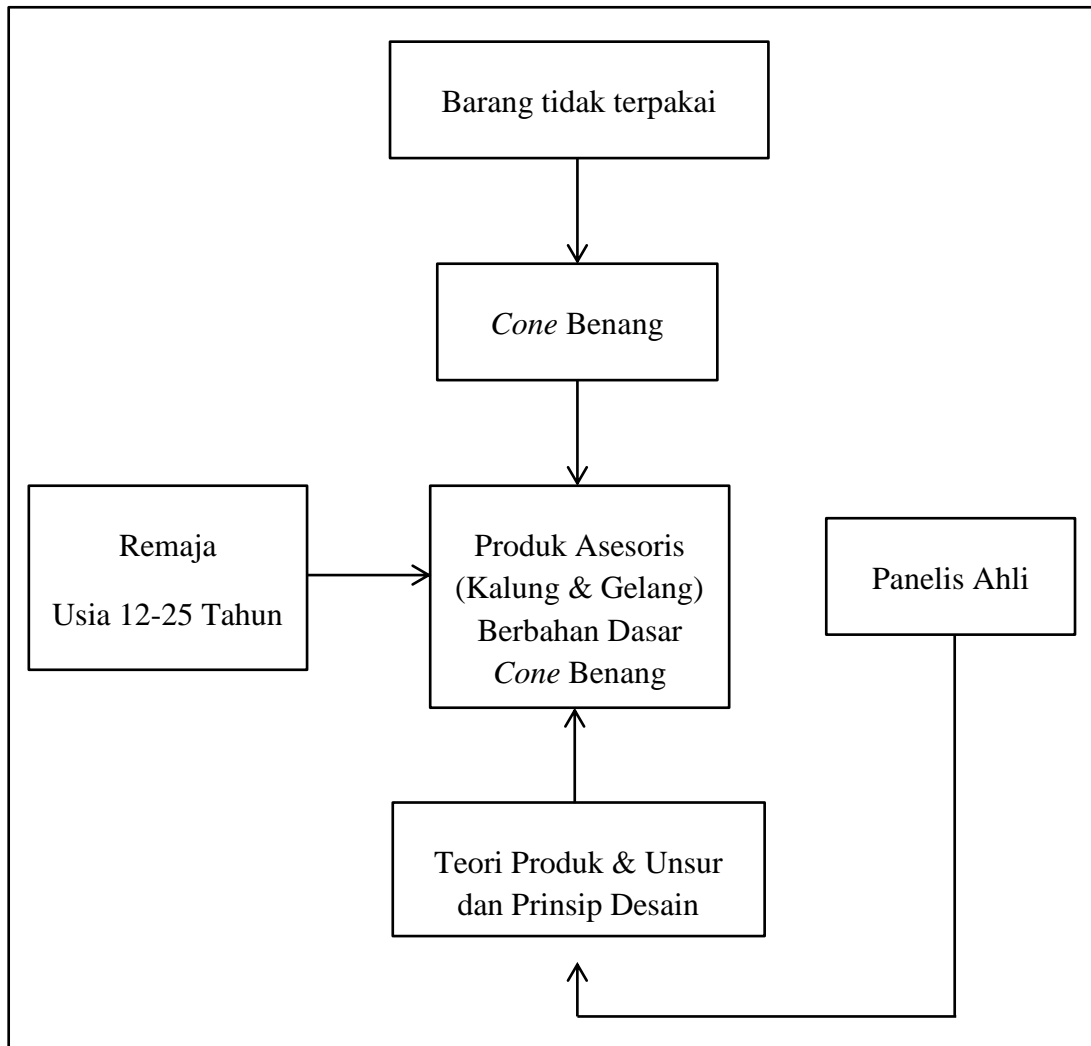 Barang tidak terpakai
Cone Benang
Remaja
Usia 12-25 Tahun
Produk Asesoris
(Kalung & Gelang)
Berbahan Dasar
Cone Benang
Panelis Ahli
Teori Produk & Unsur
dan Prinsip Desain